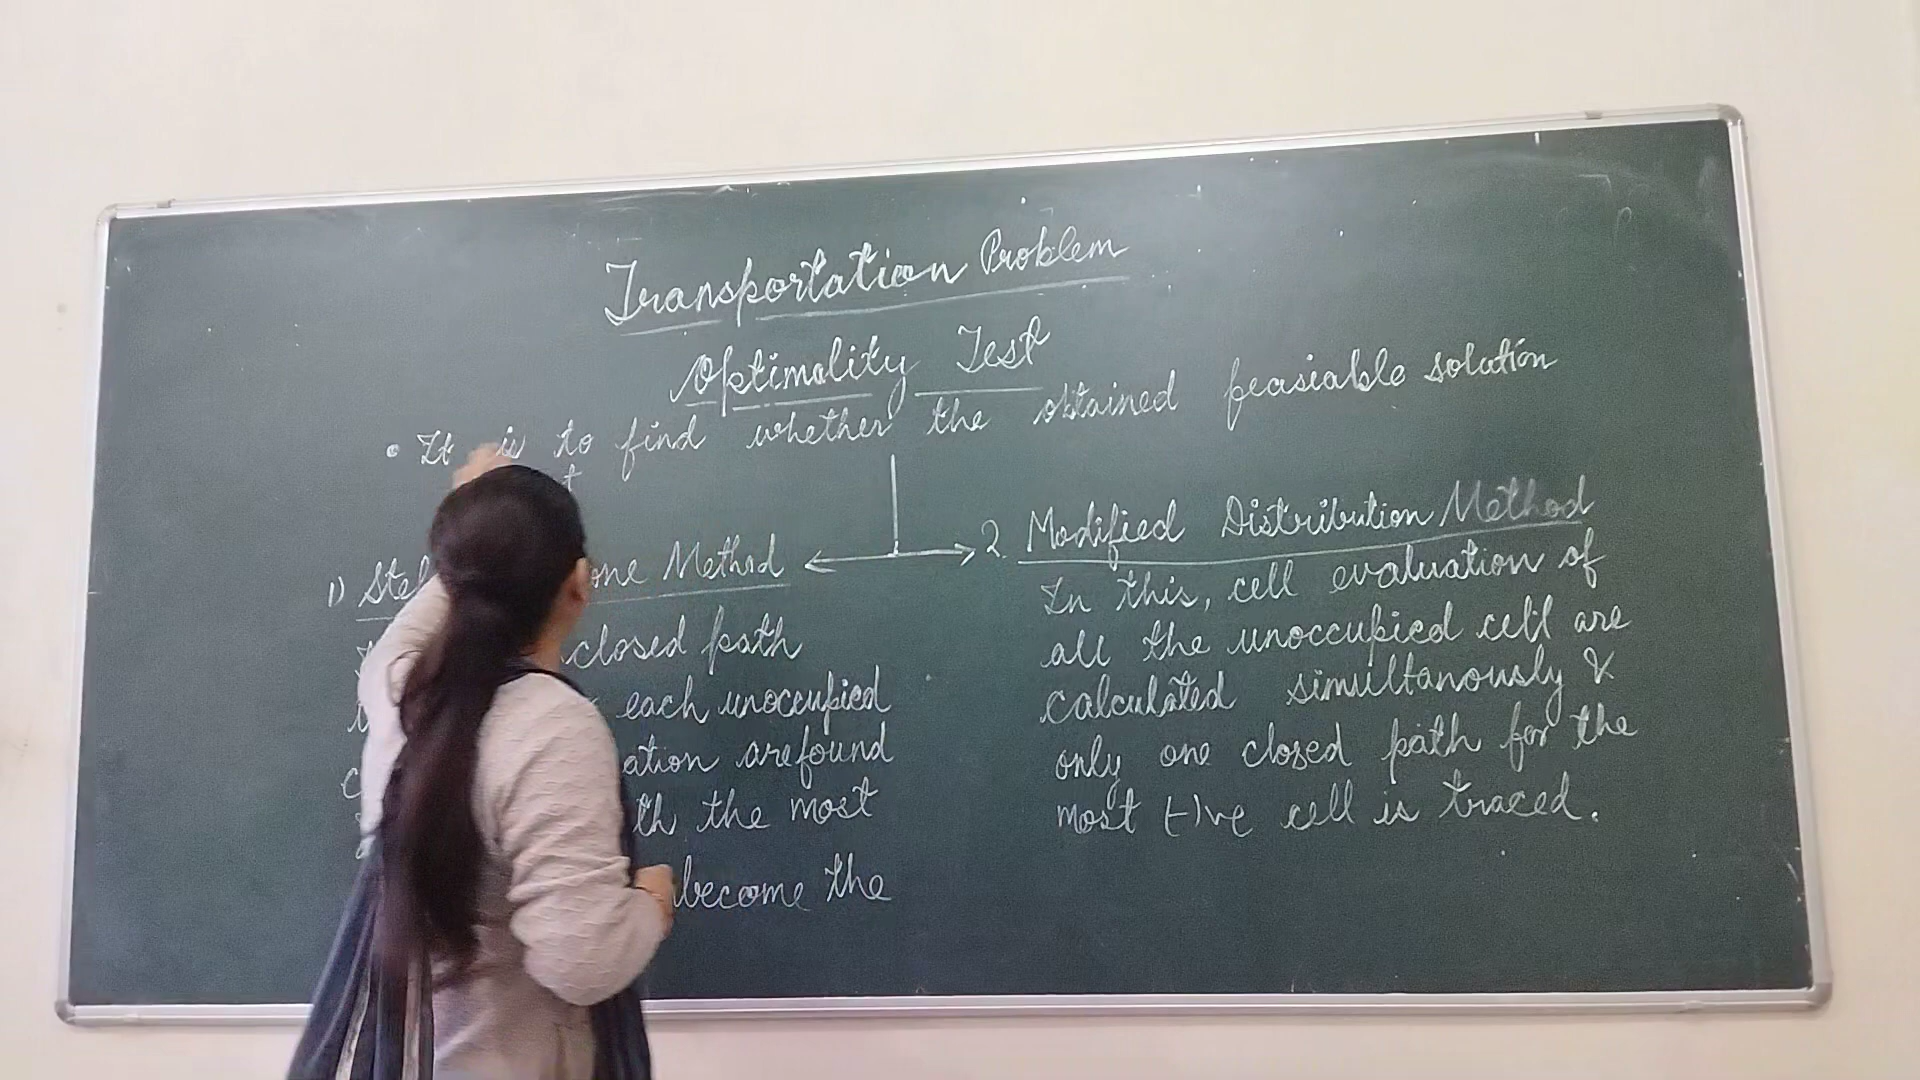 Transportation Problem
Optimality Test
• It is to find whether the obtained feasiable solution
1) one Method
2. Modified Distribution Method
closed path
each unoccupied
are found
the most
become the
In this, cell evaluation of
all the unoccupied cell are
calculated simultanously &
only one closed path for the
most (-)ve cell is traced.